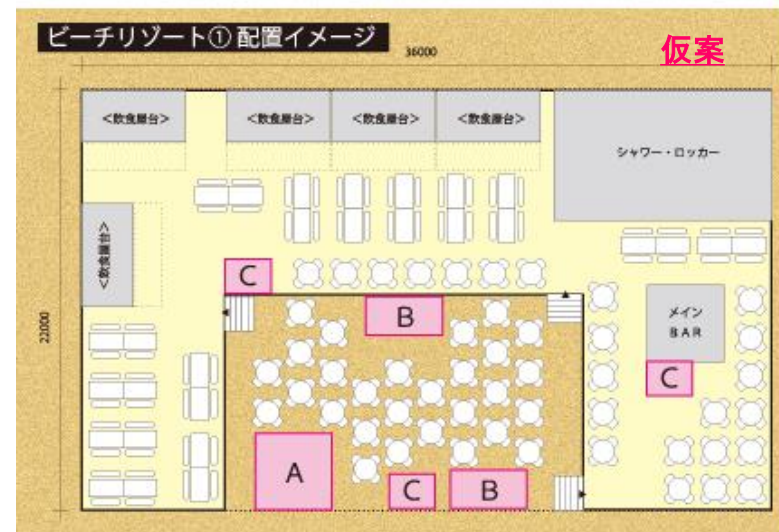 ビーチリゾート①配置イメージ
仮案
36000
＜飲食屋台＞
＜飲食屋台＞
＜飲食屋台＞
＜飲食屋台＞
シャワー・ロッカー
＜飲食屋台＞
C
B
メイン
BAR
C
22000
A
C
B